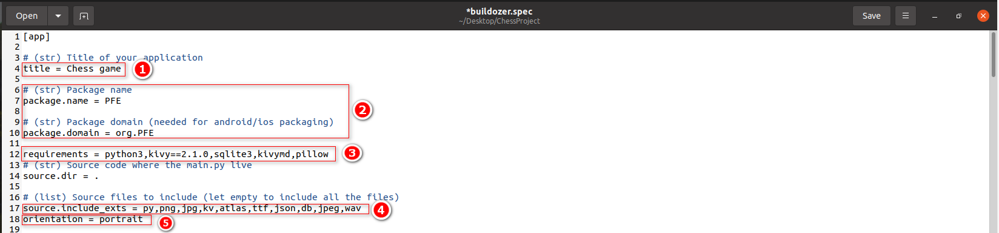 Open
*buildozer.spec
~/Desktop/ChessProject
Save
1 [app]
2
3 # (str) Title of your application
4 title = Chess game
1
5
6 # (str) Package name
7 package.name = PFE
8
2
9 # (str) Package domain (needed for android/ios packaging)
10 package.domain = org.PFE
11
12 requirements = python3,kivy==2.1.0,sqlite3,kivymd,pillow
3
13 # (str) Source code where the main.py live
14 source.dir = .
15
16 # (list) Source files to include (let empty to include all the files)
17 source.include_exts = py,png,jpg,kv,atlas,ttf,json,db,jpeg,wav
4
18 orientation = portrait
5
19